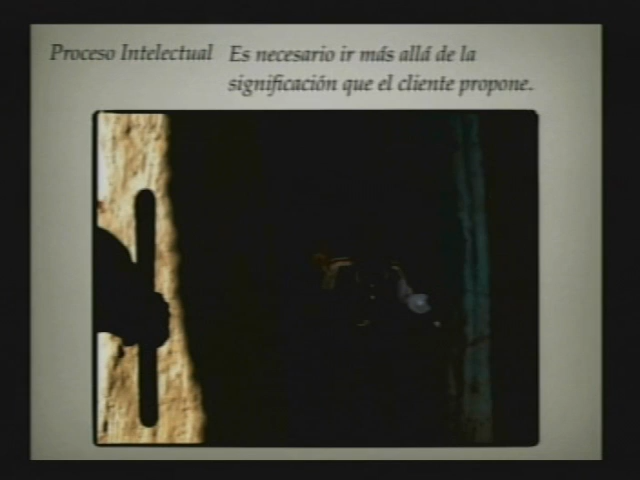 Proceso Intelectual Es necesario ir más allá de la
significación que el cliente propone.